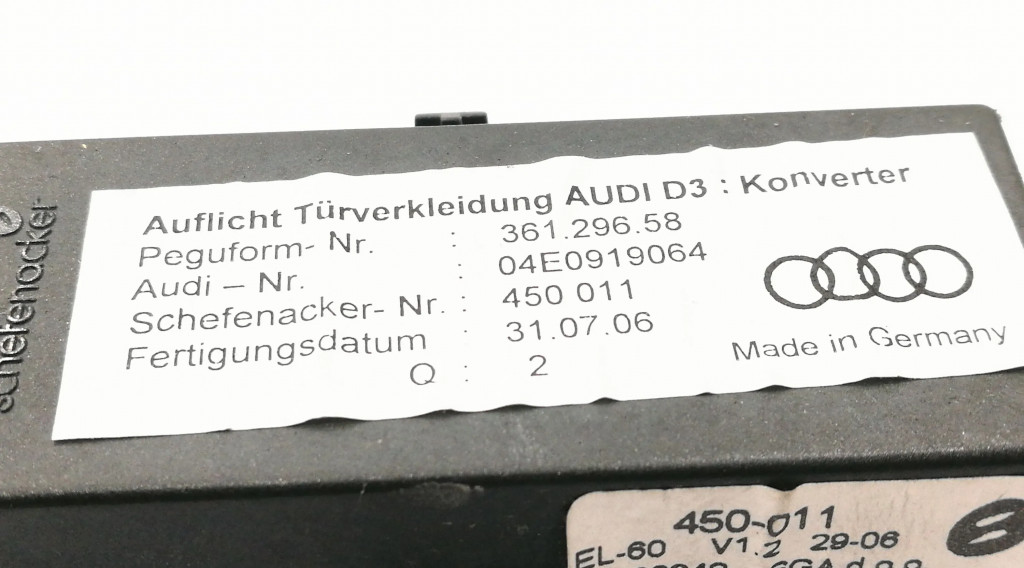 Auflicht Türverkleidung AUDI D3 : Konverter
Peguform- Nr. : 361.296.58
Audi – Nr. : 04E0919064
Schefenacker- Nr. : 450 011
Fertigungsdatum : 31.07.06
Q : 2
Made in Germany
schefenacker
450-011
EL-60 V1.2 29-06